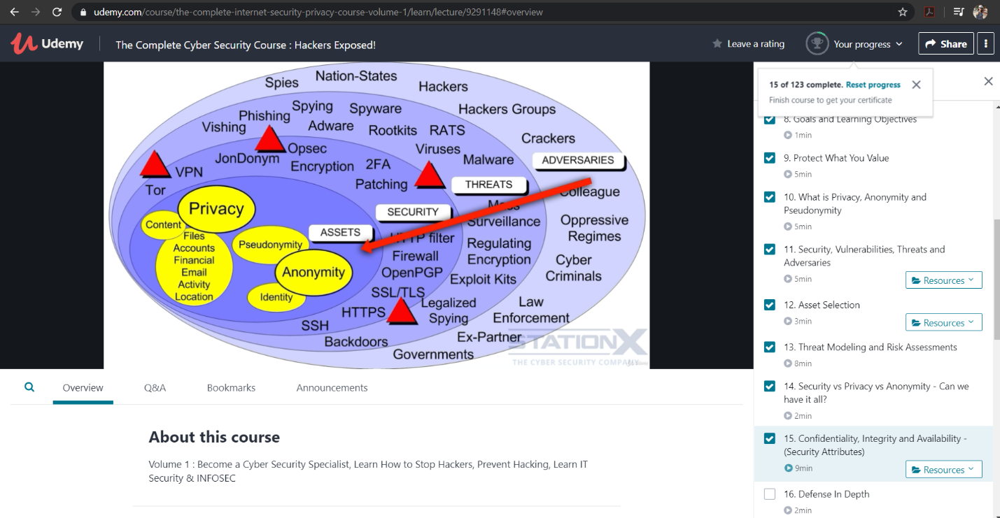 udemy.com/course/the-complete-internet-security-privacy-course-volume-1/learn/lecture/9291148#overview
Udemy
The Complete Cyber Security Course : Hackers Exposed!
Leave a rating
Your progress
Share
15 of 123 complete. Reset progress
Finish course to get your certificate
Nation-States
Spies
Hackers
Hackers Groups
Crackers
ADVERSARIES
Colleague
Oppressive
Regimes
Cyber
Criminals
Law
Enforcement
Ex-Partner
Governments
Spying
Spyware
Phishing
Adware
Rootkits
RATS
Vishing
Viruses
Malware
THREATS
Mass
Surveillance
Regulating
Encryption
Exploit Kits
Legalized
Spying
Backdoors
Opsec
JonDonym
Encryption
2FA
VPN
Patching
Tor
SECURITY
HTTP filter
Firewall
OpenPGP
SSL/TLS
HTTPS
SSH
ASSETS
Privacy
Content
Files
Accounts
Financial
Email
Activity
Location
Pseudonymity
Anonymity
Identity
STATIONX
THE CYBER SECURITY COMPANY
8. Goals and Learning Objectives
1min
9. Protect What You Value
5min
10. What is Privacy, Anonymity and
Pseudonymity
5min
11. Security, Vulnerabilities, Threats and
Adversaries
5min
Resources
12. Asset Selection
3min
Resources
13. Threat Modeling and Risk Assessments
8min
14. Security vs Privacy vs Anonymity - Can we
have it all?
2min
15. Confidentiality, Integrity and Availability -
(Security Attributes)
9min
Resources
16. Defense In Depth
2min
Overview
Q&A
Bookmarks
Announcements
About this course
Volume 1 : Become a Cyber Security Specialist, Learn How to Stop Hackers, Prevent Hacking, Learn IT
Security & INFOSEC